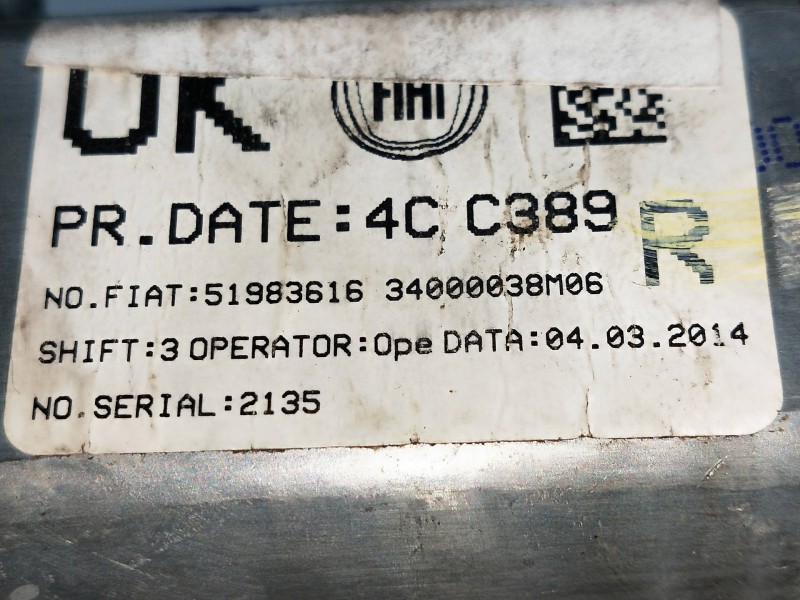 OK FIAT
PR.DATE:4C C389 R
NO.FIAT:51983616 34000038M06
SHIFT:3 OPERATOR:Ope DATA:04.03.2014
NO.SERIAL:2135